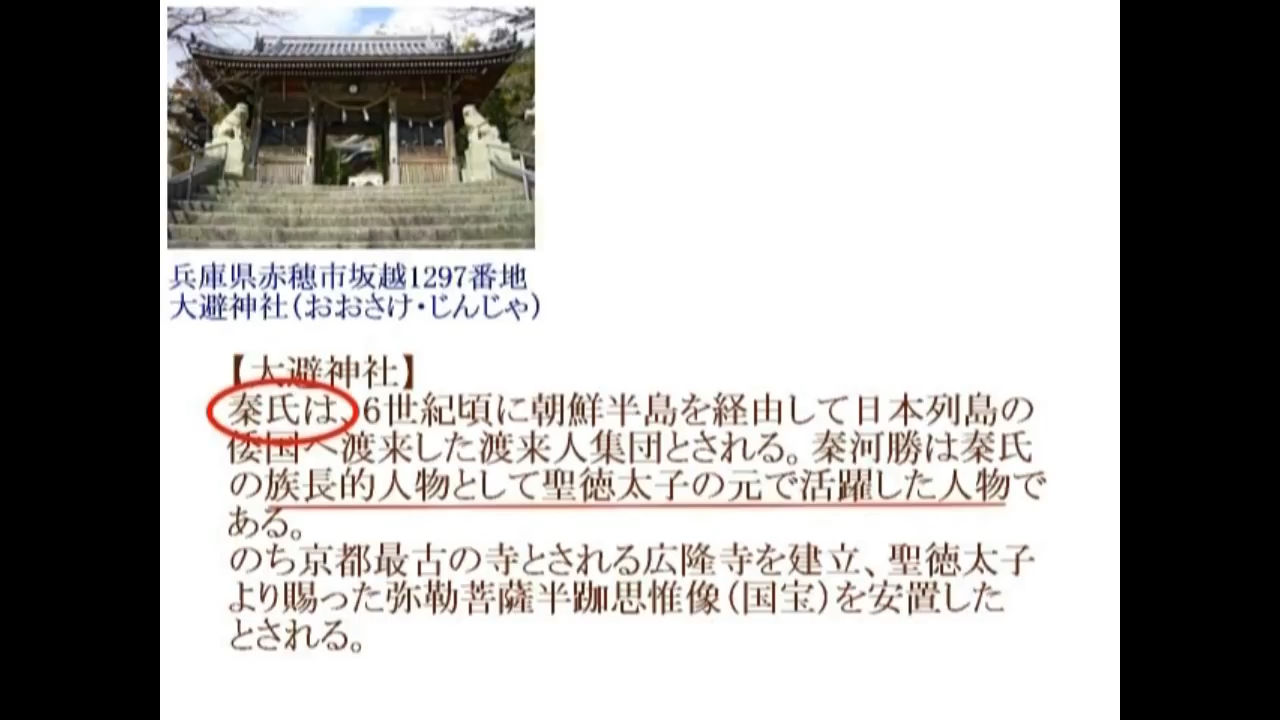 兵庫県赤穂市坂越1297番地
大避神社(おおさけ・じんじゃ)
【大避神社】
秦氏は、6世紀頃に朝鮮半島を経由して日本列島の
倭国へ渡来した渡来人集団とされる。秦河勝は秦氏
の族長的人物として聖徳太子の元で活躍した人物で
ある。
のち京都最古の寺とされる広隆寺を建立、聖徳太子
より賜った弥勒菩薩半跏思惟像(国宝)を安置した
とされる。